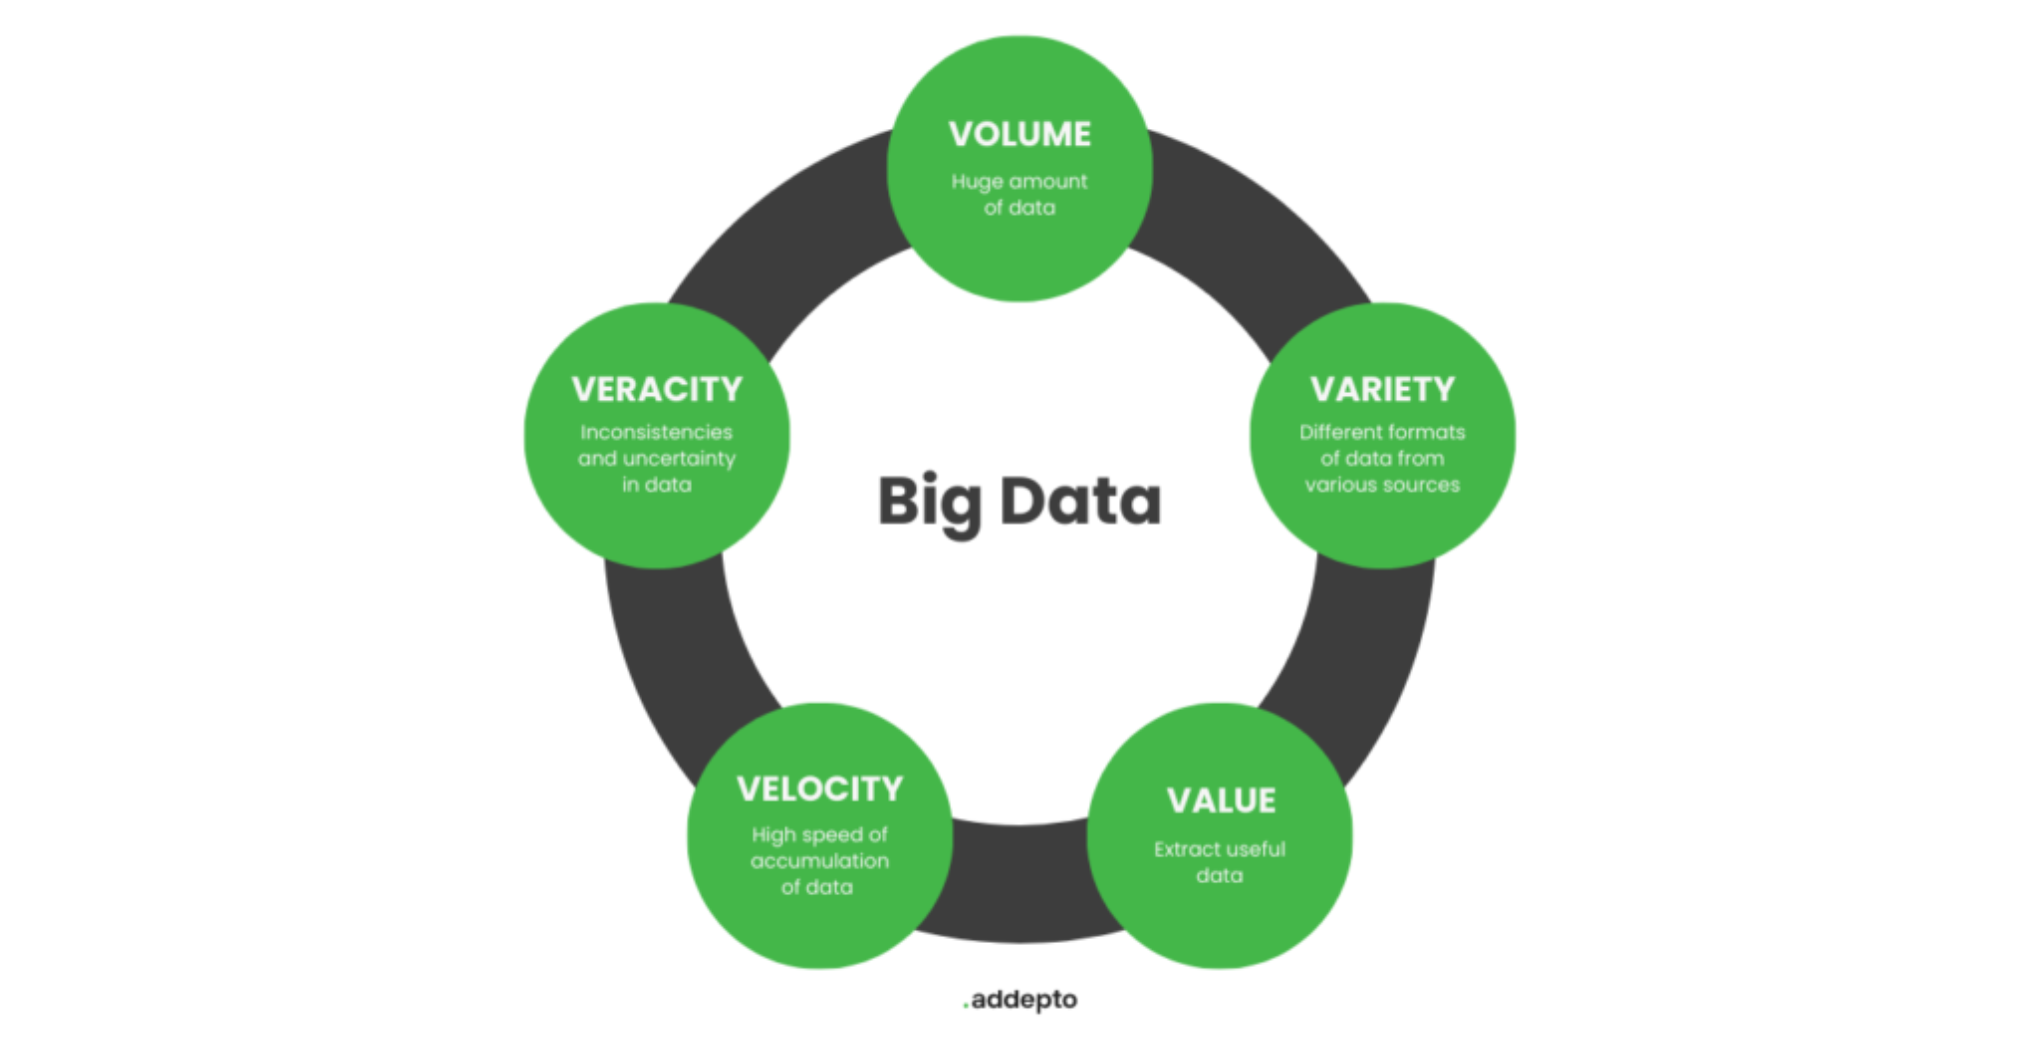 VOLUME
Huge amount
of data
VERACITY
Inconsistencies
and uncertainty
in data
VARIETY
Different formats
of data from
various sources
Big Data
VELOCITY
High speed of
accumulation
of data
VALUE
Extract useful
data
.addepto